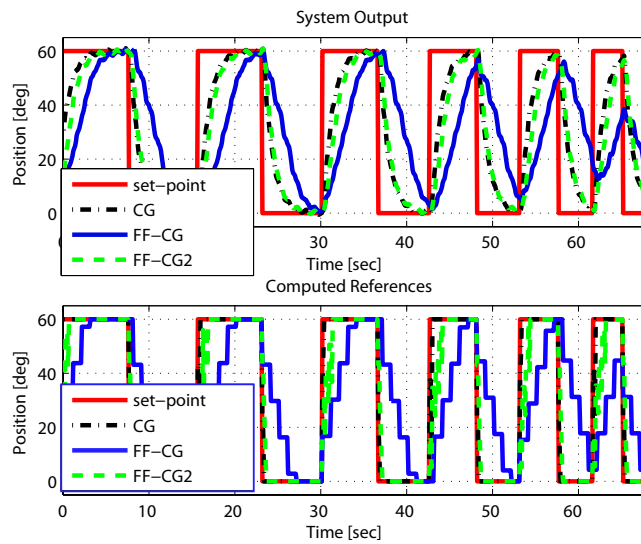 System Output
Position [deg]
60
40
20
0
set-point
CG
FF-CG
FF-CG2
30
40
50
60
Time [sec]
Computed References
Position [deg]
60
40
20
0
set-point
CG
FF-CG
FF-CG2
0
10
20
30
40
50
60
Time [sec]